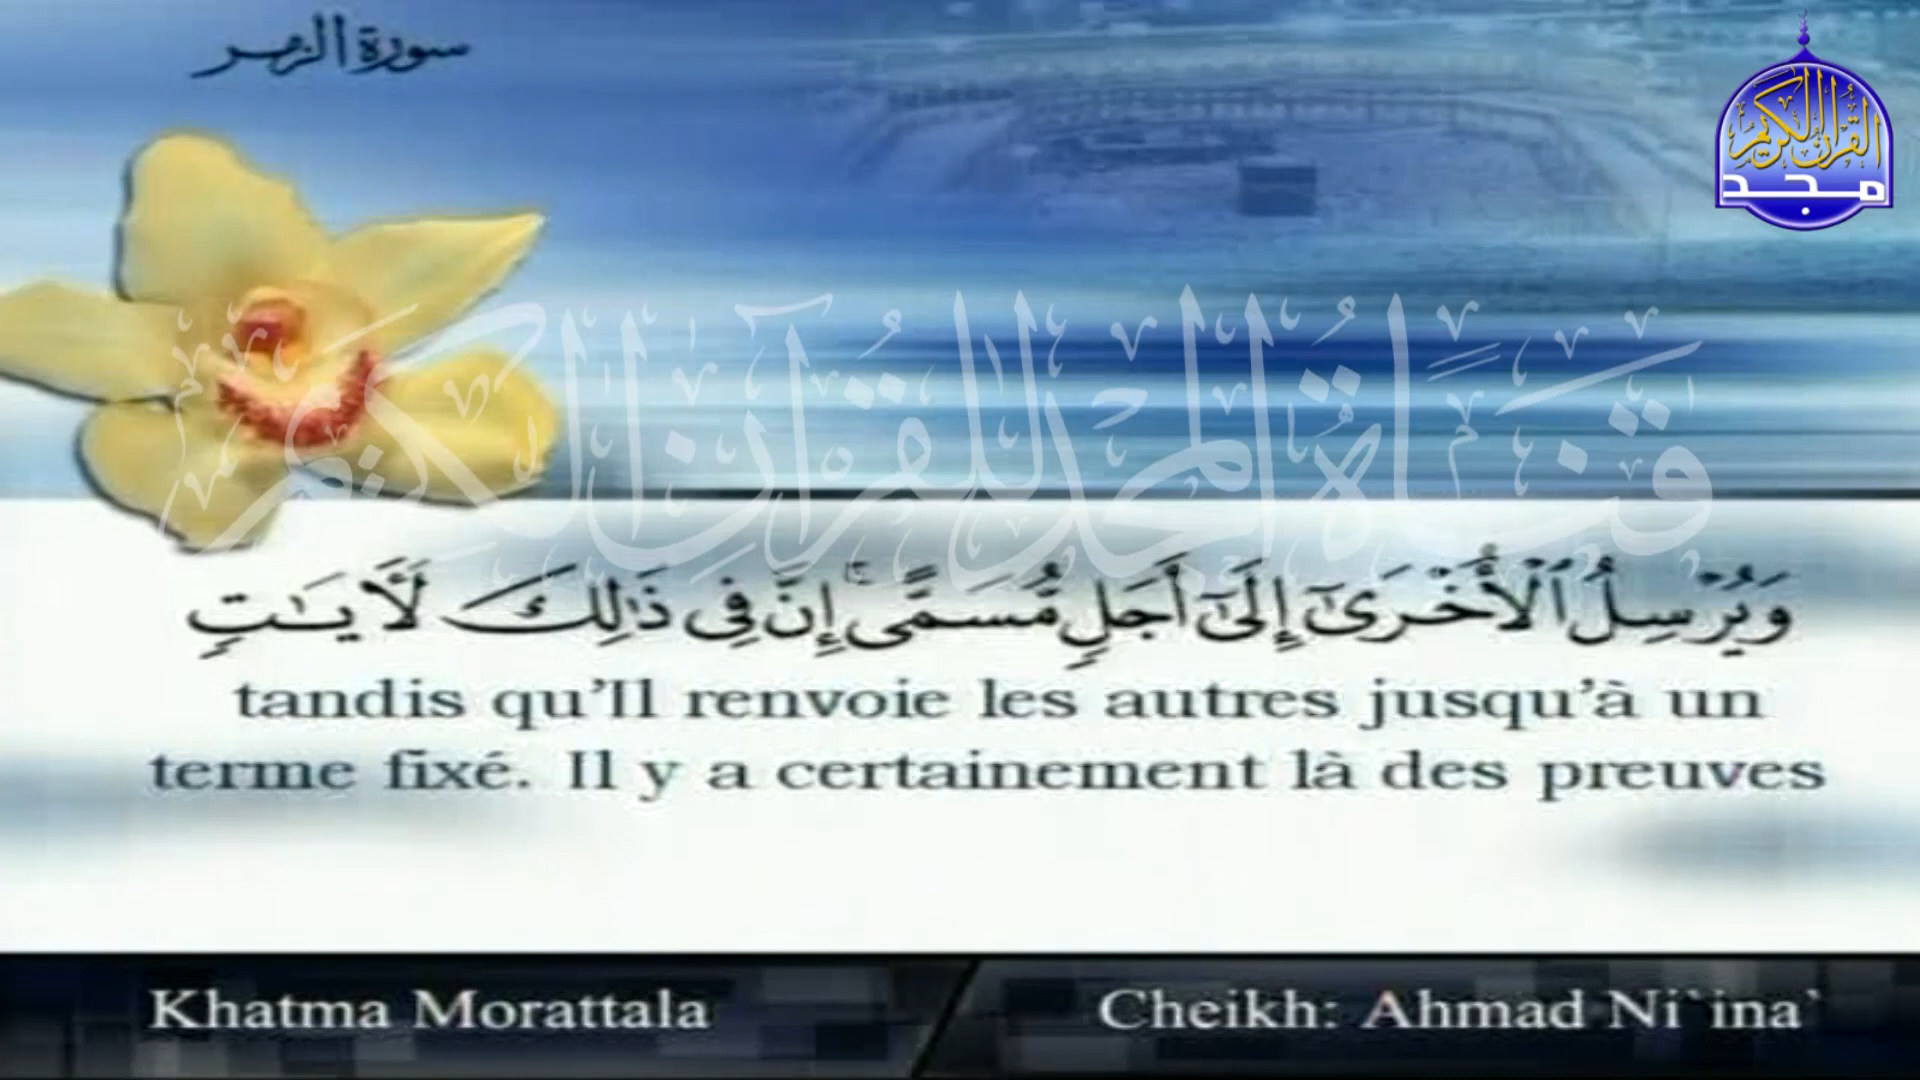 سورة الزمر
القرآن الكريم
مجد
قناة المجد للقرآن الكريم
وَيُرْسِلُ ٱلْأُخْرَىٰٓ إِلَىٰٓ أَجَلٍ مُّسَمًّى ۚ إِنَّ فِى ذَٰلِكَ لَـَٔايَـٰتٍ
tandis qu’Il renvoie les autres jusqu’à un
terme fixé. Il y a certainement là des preuves
Khatma Morattala
Cheikh: Ahmad Ni`ina`